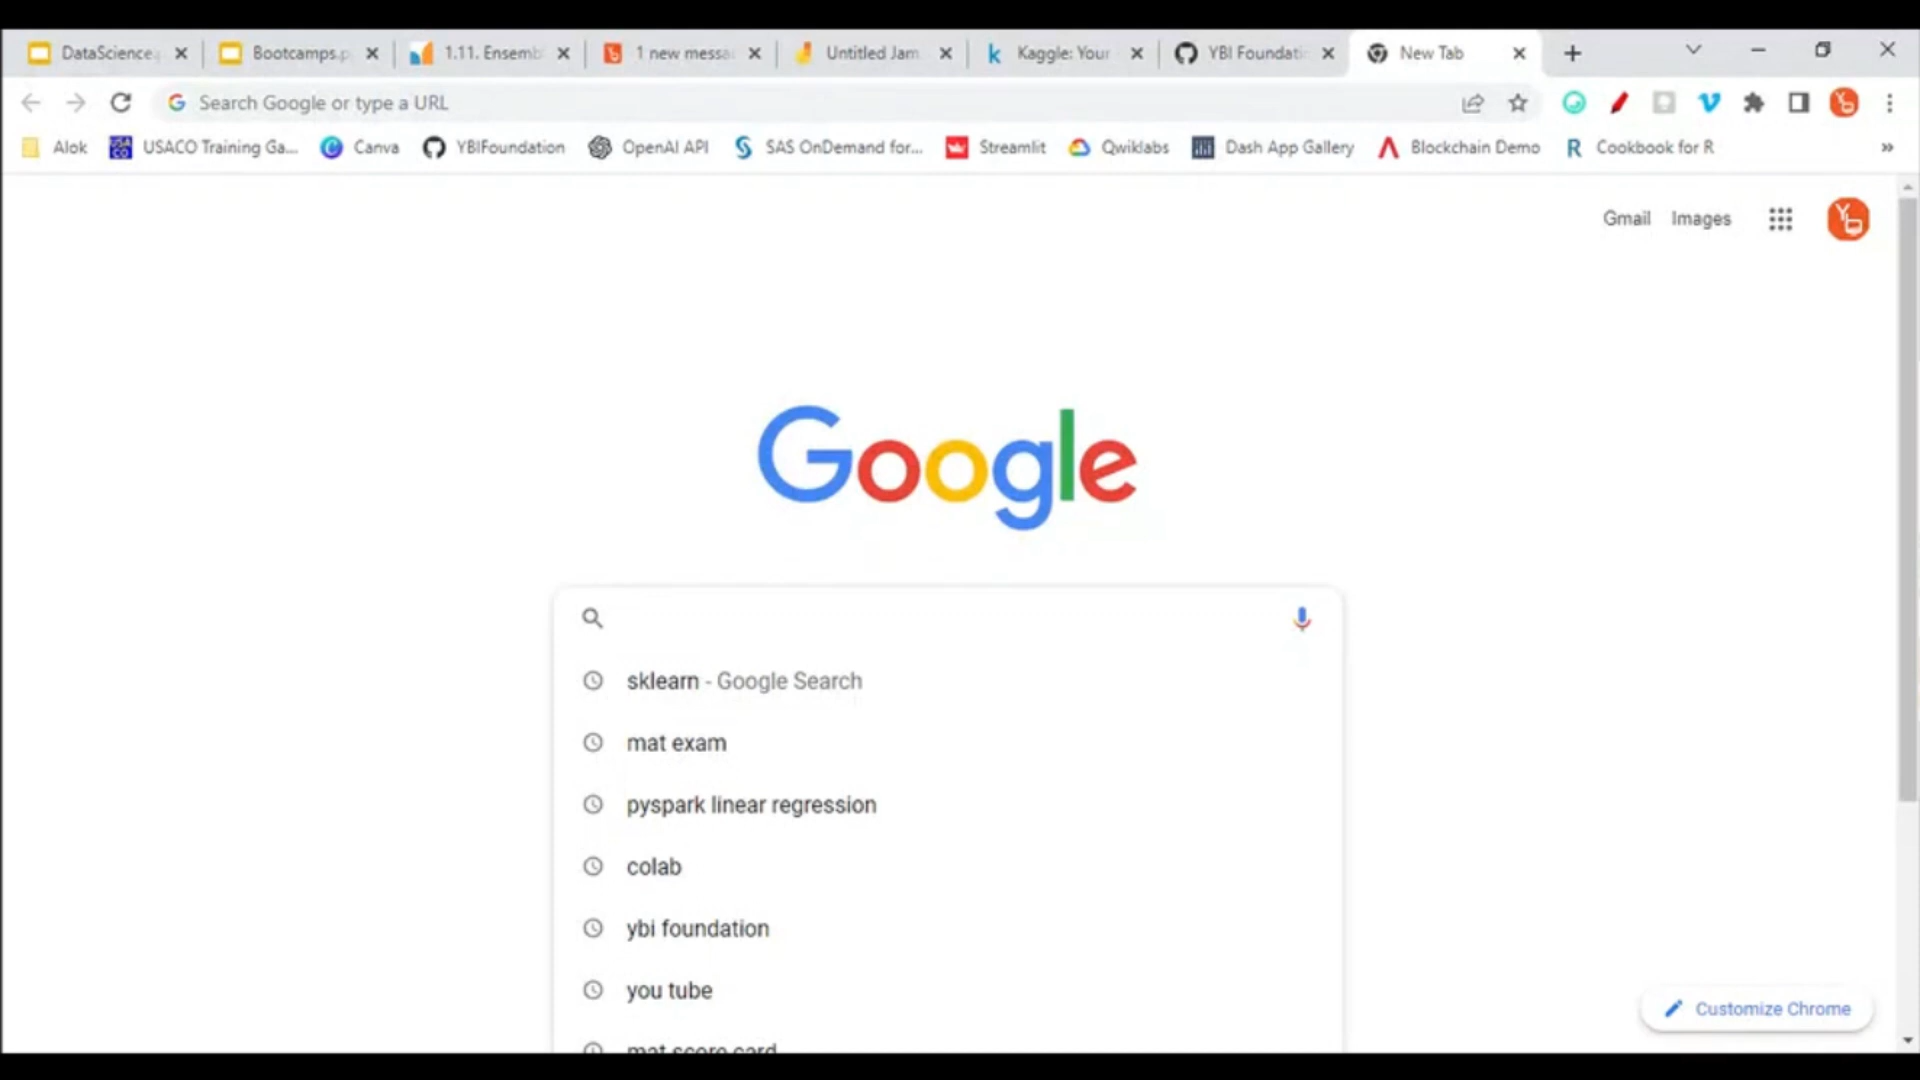 DataScience.
Bootcamps.p
1.11. Ensemb
1 new messa
Untitled Jam
Kaggle: Your
YBI Foundati
New Tab
Search Google or type a URL
Alok
USACO Training Ga...
Canva
YBIFoundation
OpenAI API
SAS OnDemand for...
Streamlit
Qwiklabs
Dash App Gallery
Blockchain Demo
Cookbook for R
Gmail Images
Google
sklearn - Google Search
mat exam
pyspark linear regression
colab
ybi foundation
you tube
mat score card
Customize Chrome